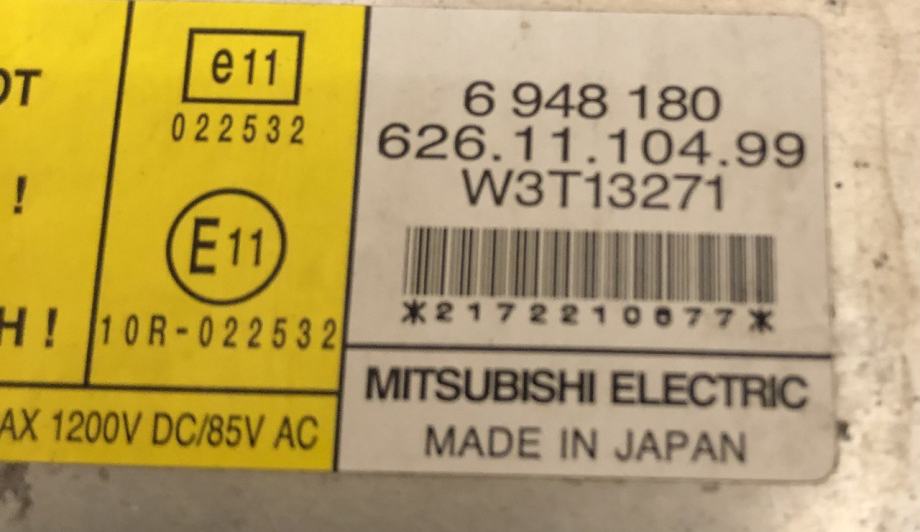 OT
!
H!
e11
022532
E11
10R-022532
AX 1200V DC/85V AC
6 948 180
626.11.104.99
W3T13271
*2172210677*
MITSUBISHI ELECTRIC
MADE IN JAPAN